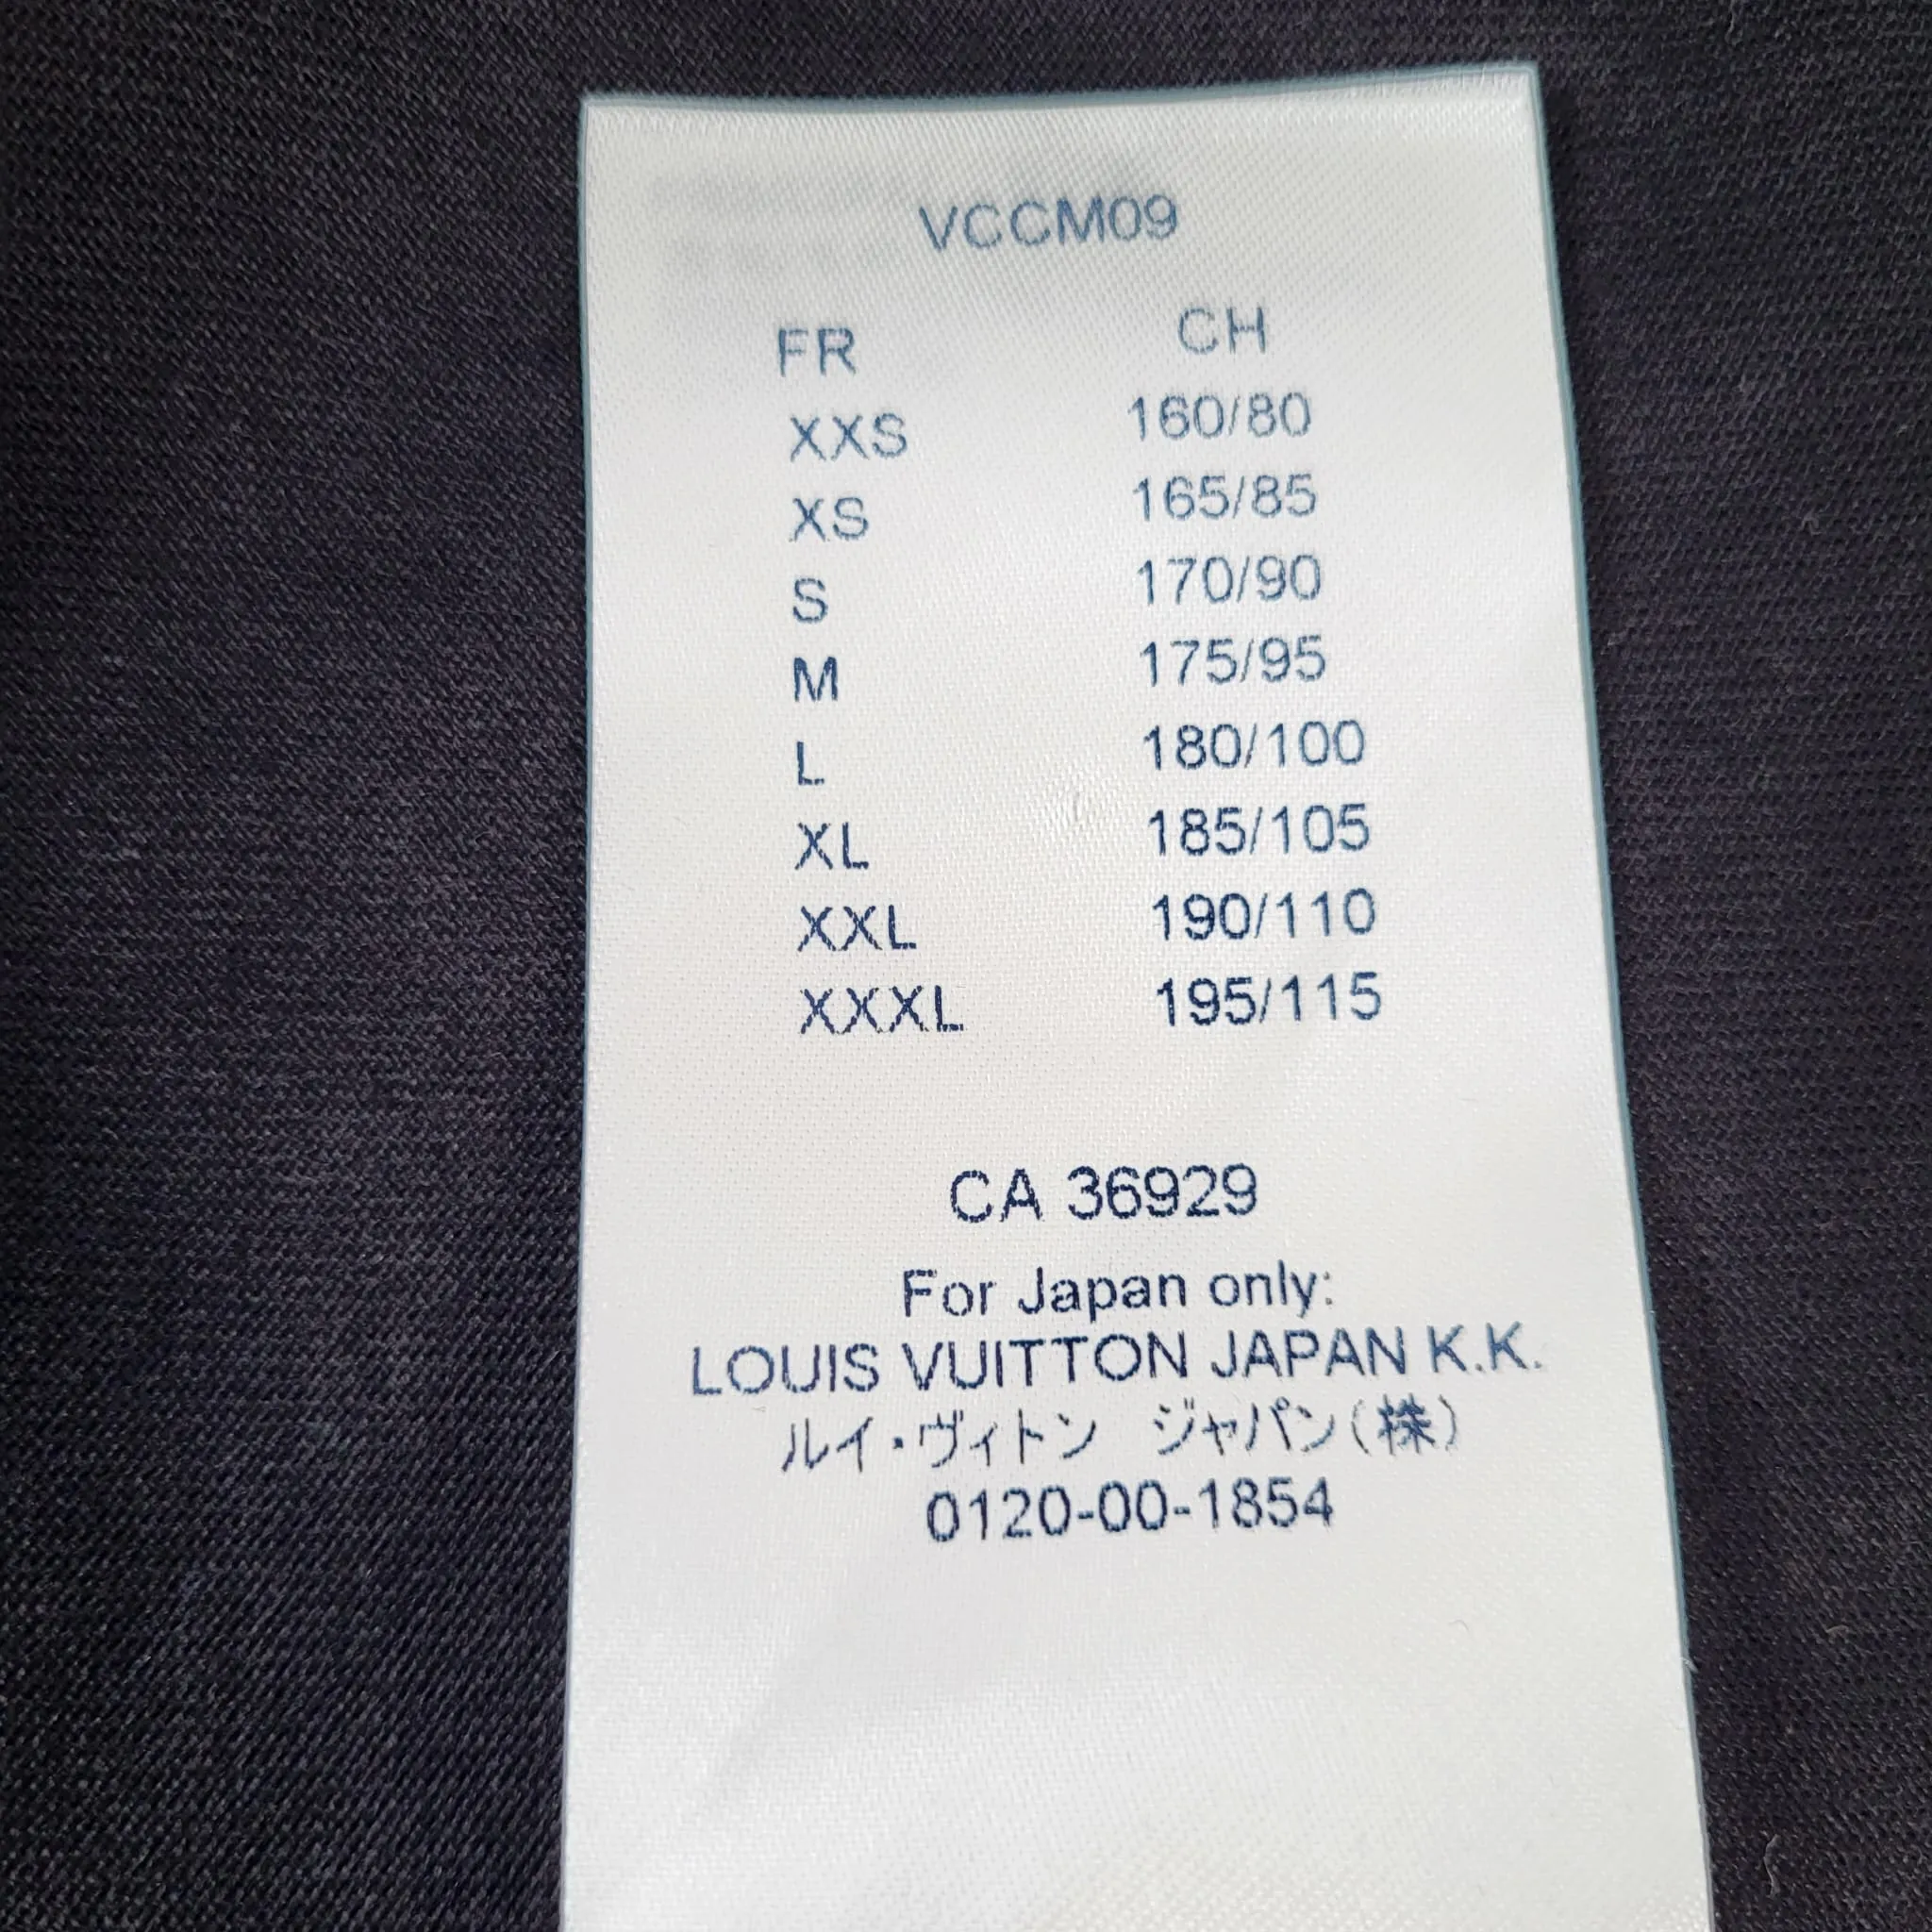 VCCM09
FR CH
XXS 160/80
XS 165/85
S 170/90
M 175/95
L 180/100
XL 185/105
XXL 190/110
XXXL 195/115
CA 36929
For Japan only:
LOUIS VUITTON JAPAN K.K.
ルイ・ヴィトン ジャパン(株)
0120-00-1854